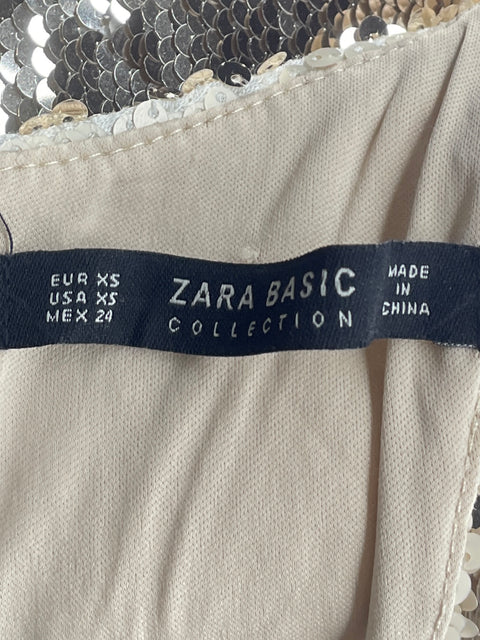 EUR XS
USA XS
MEX 24
ZARA BASIC
COLLECTION
MADE
IN
CHINA